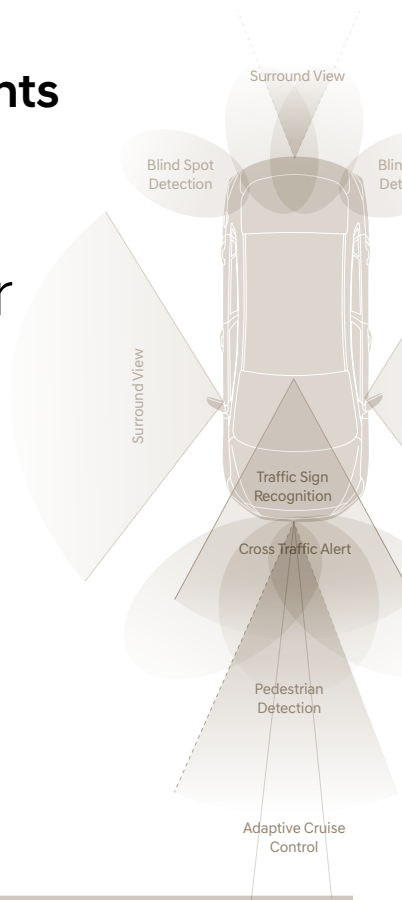 nts
Surround View
Blind Spot
Detection
r
Surround View
Traffic Sign
Recognition
Cross Traffic Alert
Pedestrian
Detection
Adaptive Cruise
Control